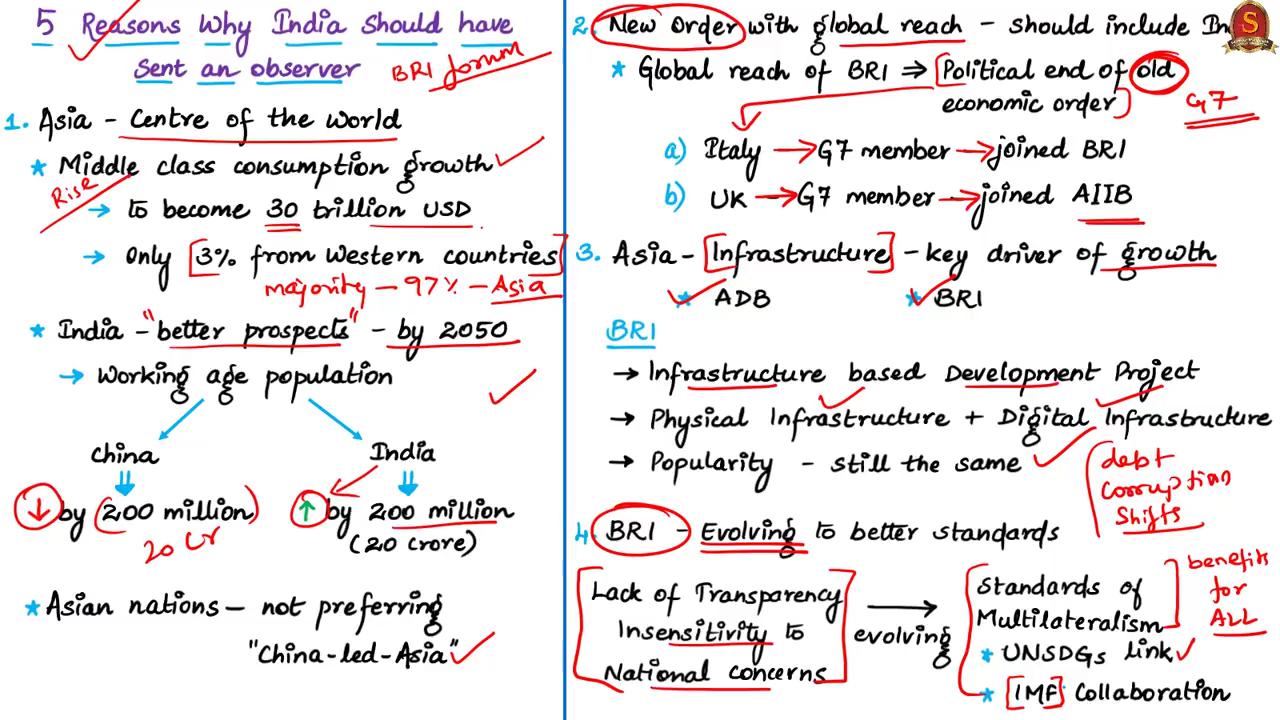 5 Reasons Why India Should have
Sent an observer
BRI forum
1. Asia - Centre of the world
* Middle class consumption growth
Rise
→ to become 30 trillion USD
→ Only [3% from Western countries]
majority - 97% - Asia
* India - "better prospects" - by 2050
→ Working age population
China India
⇓ ⇓
↓ by (200 million) ↑ by 200 million
20 Cr (20 crore)
* Asian nations - not preferring
"China-led-Asia"
2. New Order with global reach - should include In
S
* Global reach of BRI ⇒ [Political end of old
economic order]
G7
a) Italy → G7 member → joined BRI
b) UK → G7 member → joined AIIB
3. Asia - [Infrastructure] - key driver of growth
* ADB * BRI
BRI
→ Infrastructure based Development Project
→ Physical Infrastructure + Digital Infrastructure
→ Popularity - still the same
debt
corruption
Shifts
4. BRI - Evolving to better standards
Lack of Transparency
Insensitivity to
National concerns
evolving
Standards of
Multilateralism
* UNSDGs link
* [IMF] Collaboration
benefits
for
ALL